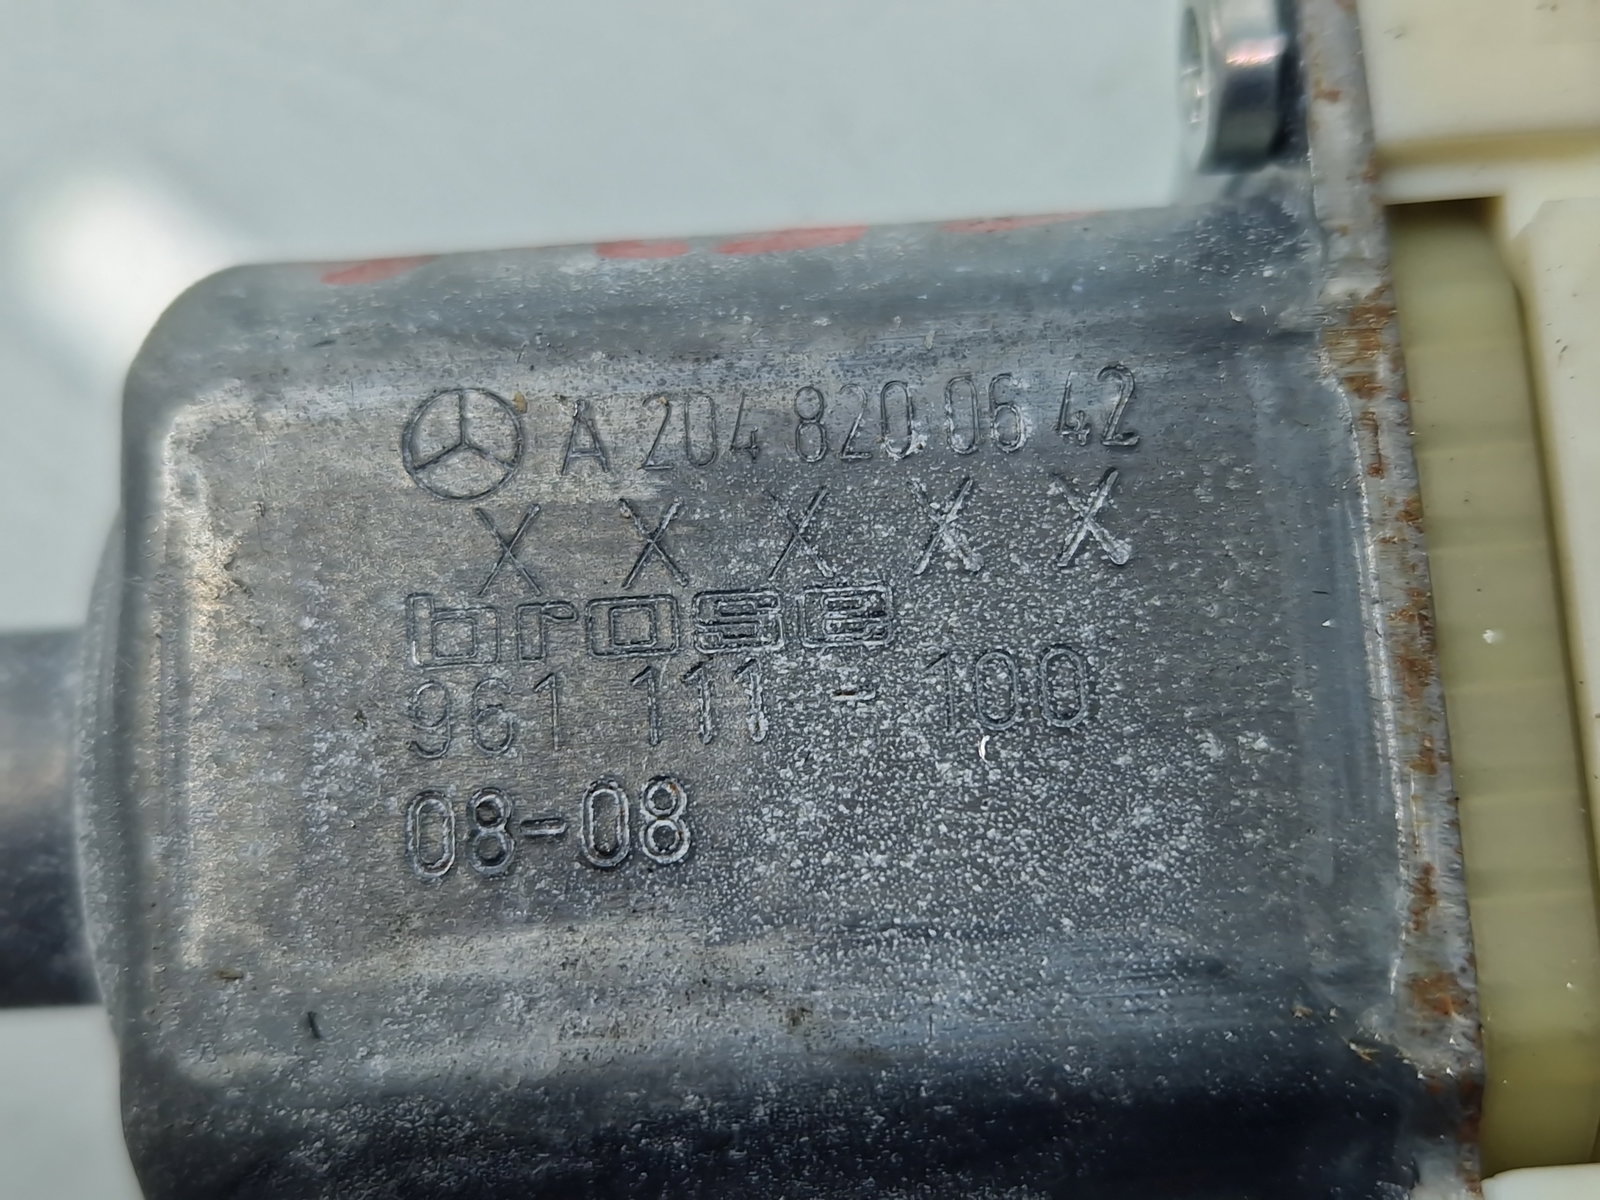 A 204 820 06 42
X X X X X
brose
961 111 - 100
08-08